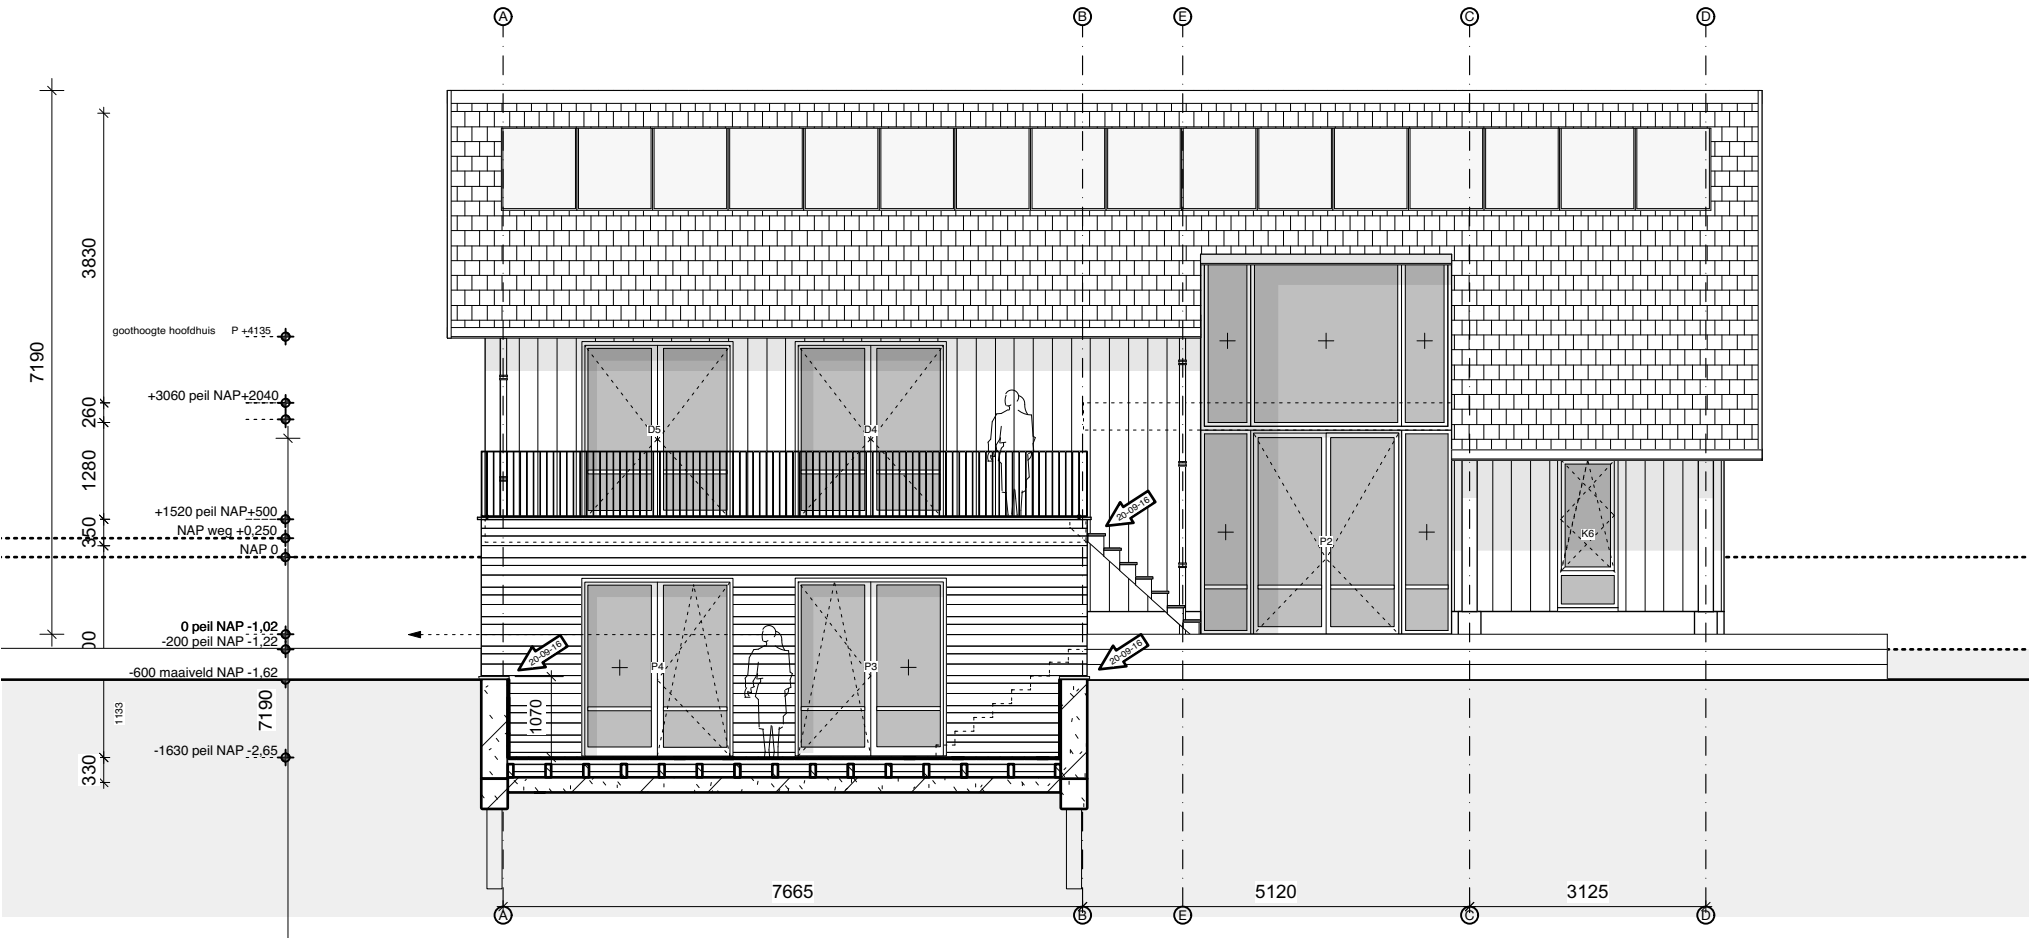 A B E C D
3830
goothoogte hoofdhuis P +4135
7190
+3060 peil NAP+2040
260
D5 D4
1280
+1520 peil NAP+500
20-09-16
350
NAP weg +0,250
K6
P2
NAP 0
0 peil NAP -1,02
-200 peil NAP -1,22
20-09-16
20-09-16
P4 P3
-600 maaiveld NAP -1,62
7190
1133
1070
-1630 peil NAP -2,65
330
7665 5120 3125
A B E C D